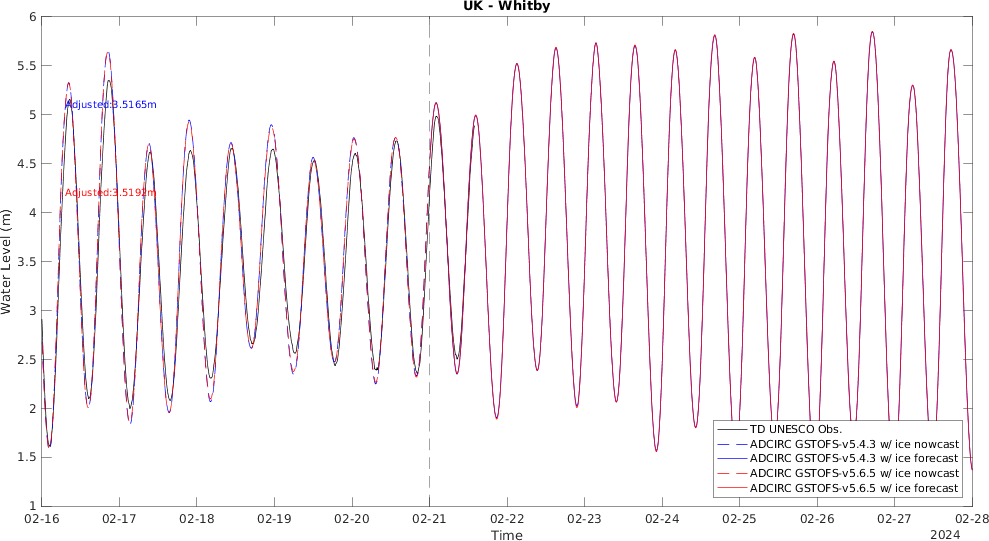 UK - Whitby
6
5.5
5
4.5
4
3.5
3
2.5
2
1.5
1
Water Level (m)
Adjusted:3.5165m
Adjusted:3.5192m
TD UNESCO Obs.
ADCIRC GSTOFS-v5.4.3 w/ ice nowcast
ADCIRC GSTOFS-v5.4.3 w/ ice forecast
ADCIRC GSTOFS-v5.6.5 w/ ice nowcast
ADCIRC GSTOFS-v5.6.5 w/ ice forecast
02-16 02-17 02-18 02-19 02-20 02-21 02-22 02-23 02-24 02-25 02-26 02-27 02-28
Time
2024